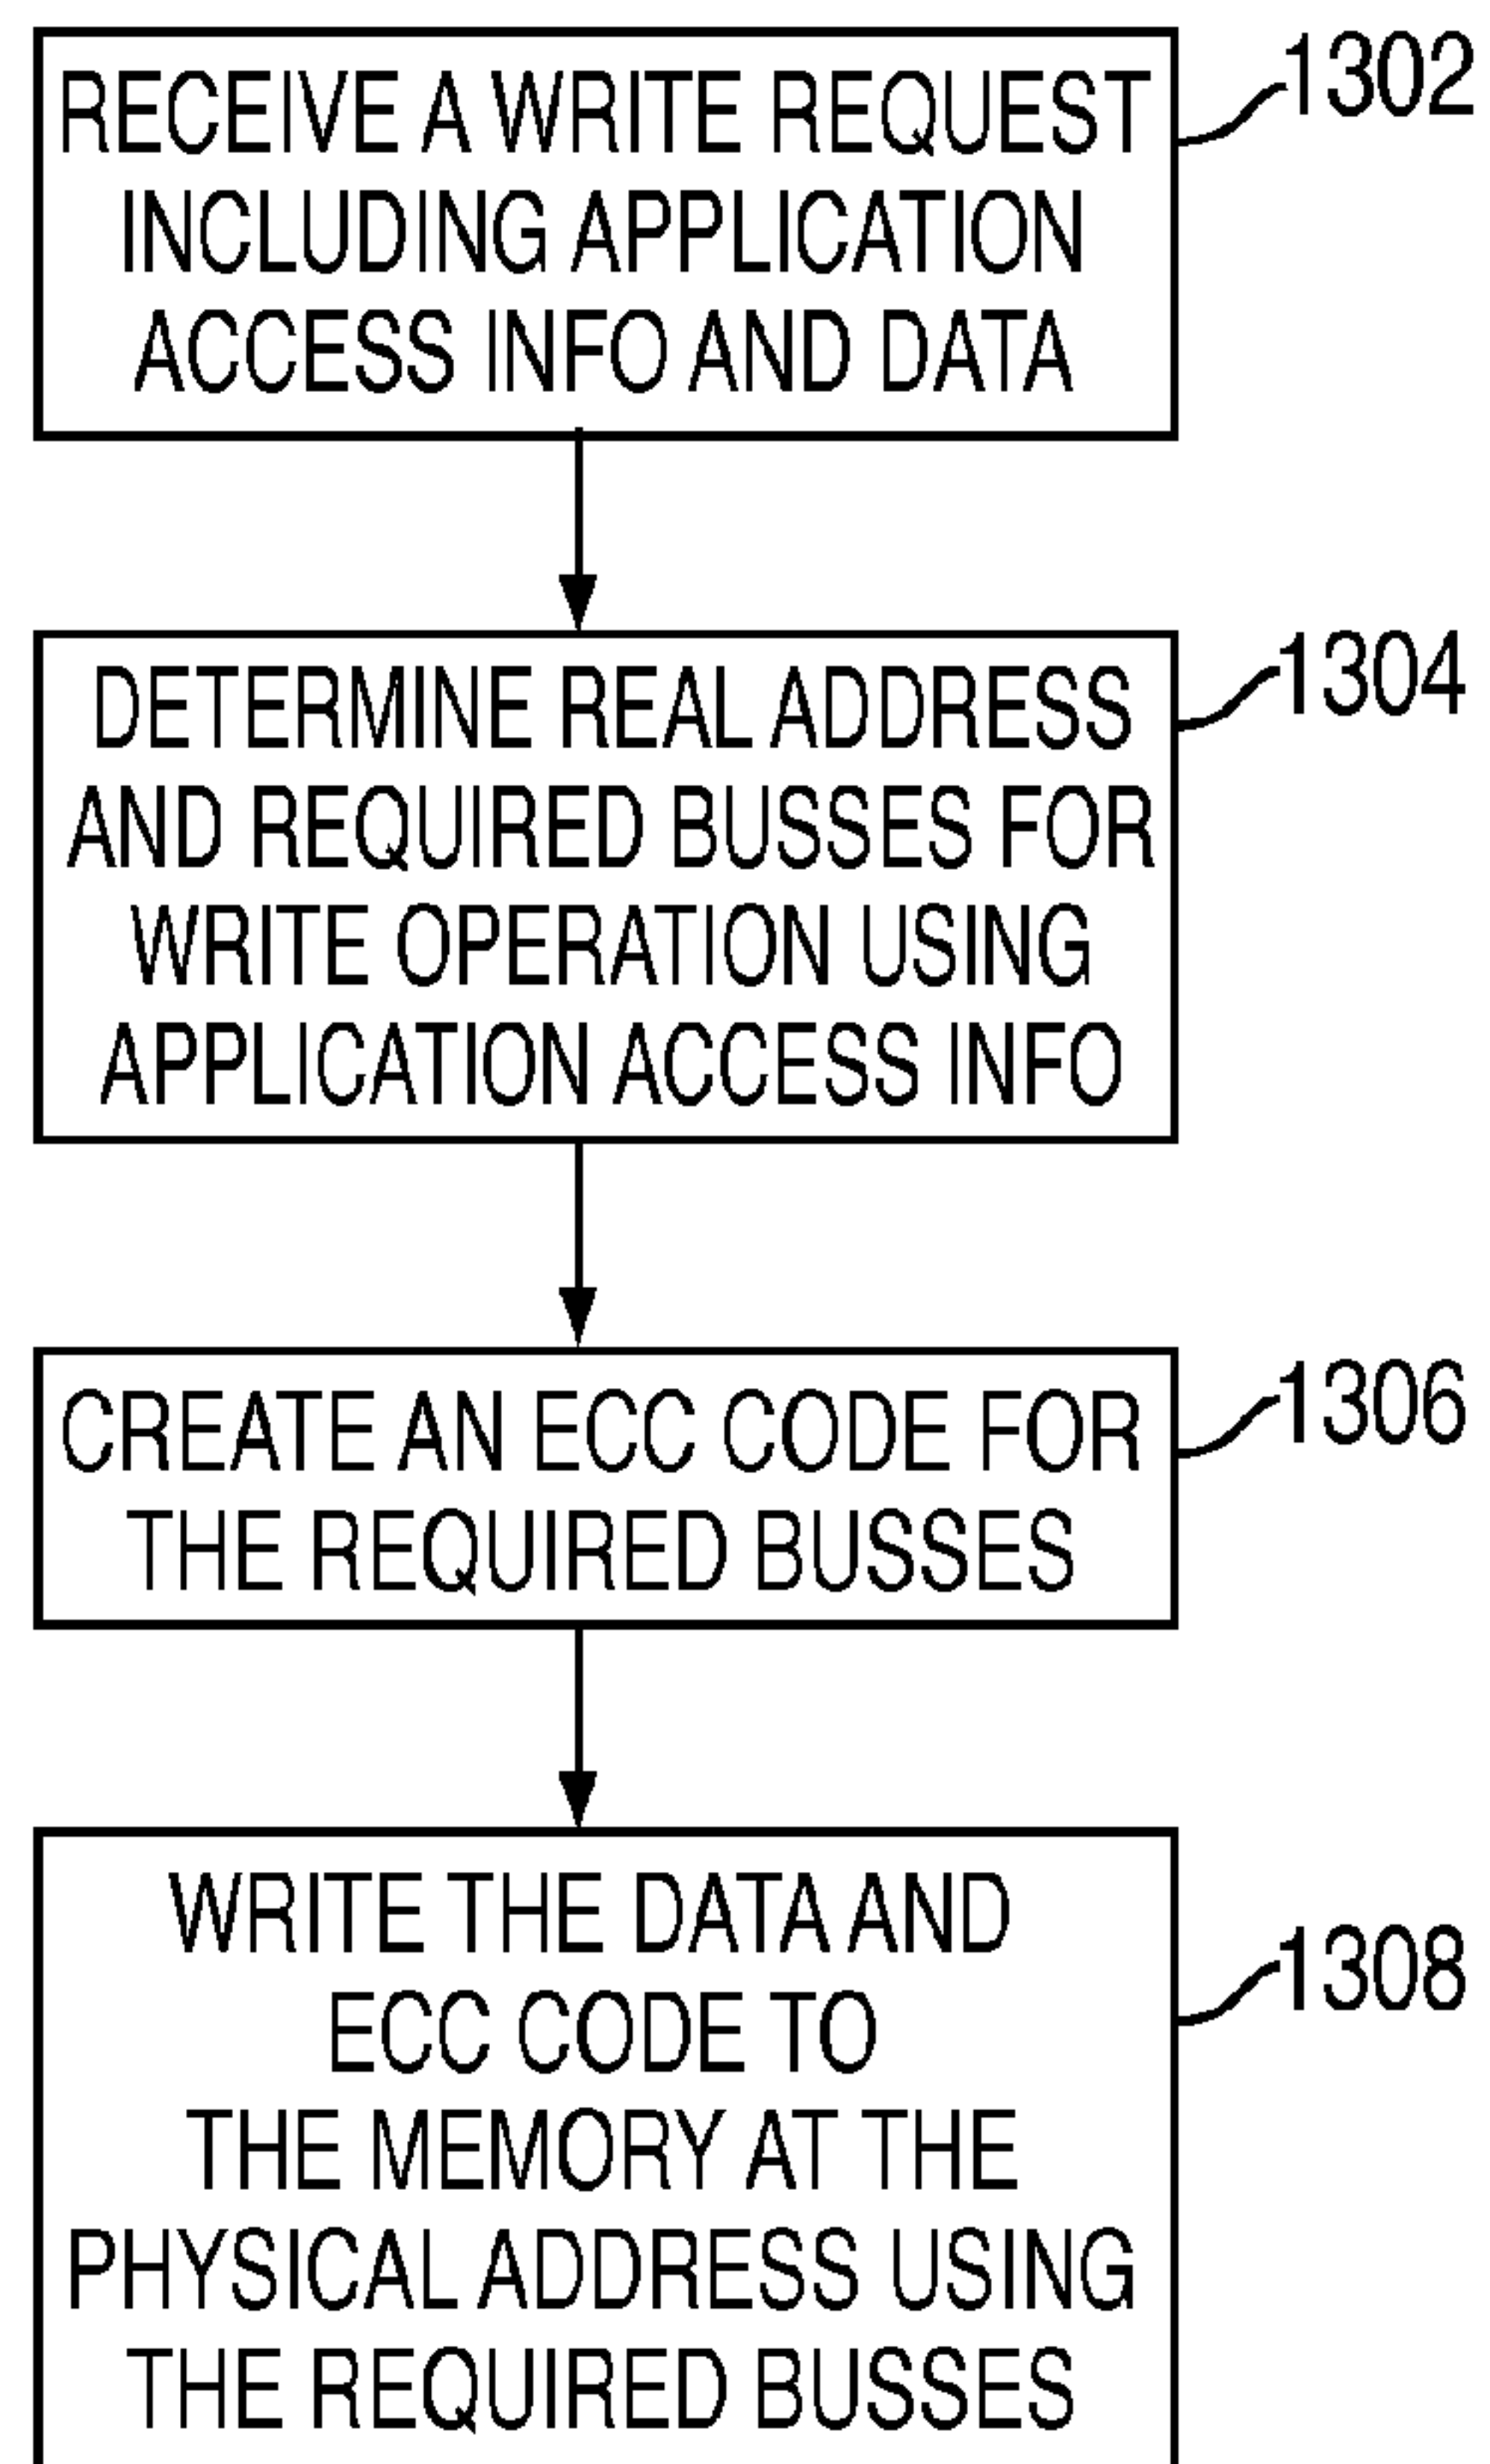 RECEIVE A WRITE REQUEST
INCLUDING APPLICATION
ACCESS INFO AND DATA
1302
DETERMINE REAL ADDRESS
AND REQUIRED BUSSES FOR
WRITE OPERATION USING
APPLICATION ACCESS INFO
1304
CREATE AN ECC CODE FOR
THE REQUIRED BUSSES
1306
WRITE THE DATA AND
ECC CODE TO
THE MEMORY AT THE
PHYSICAL ADDRESS USING
THE REQUIRED BUSSES
1308